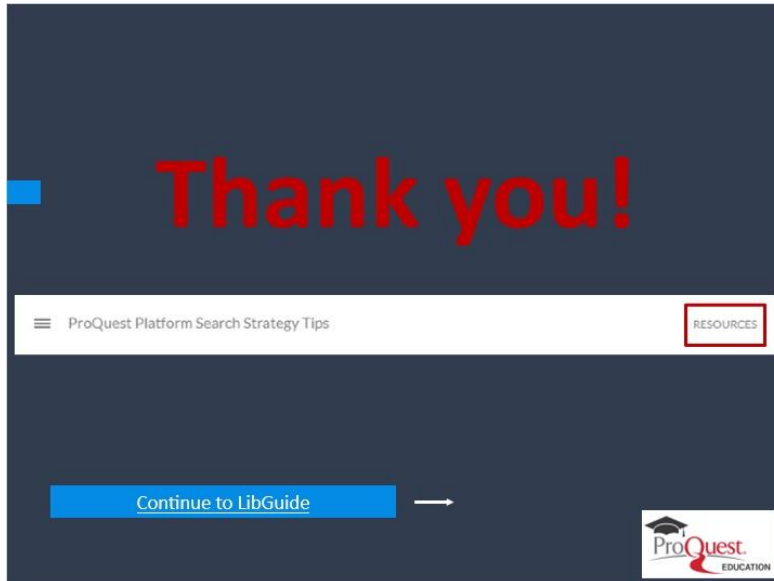 Thank you!
ProQuest Platform Search Strategy Tips
RESOURCES
Continue to LibGuide
ProQuest.
EDUCATION